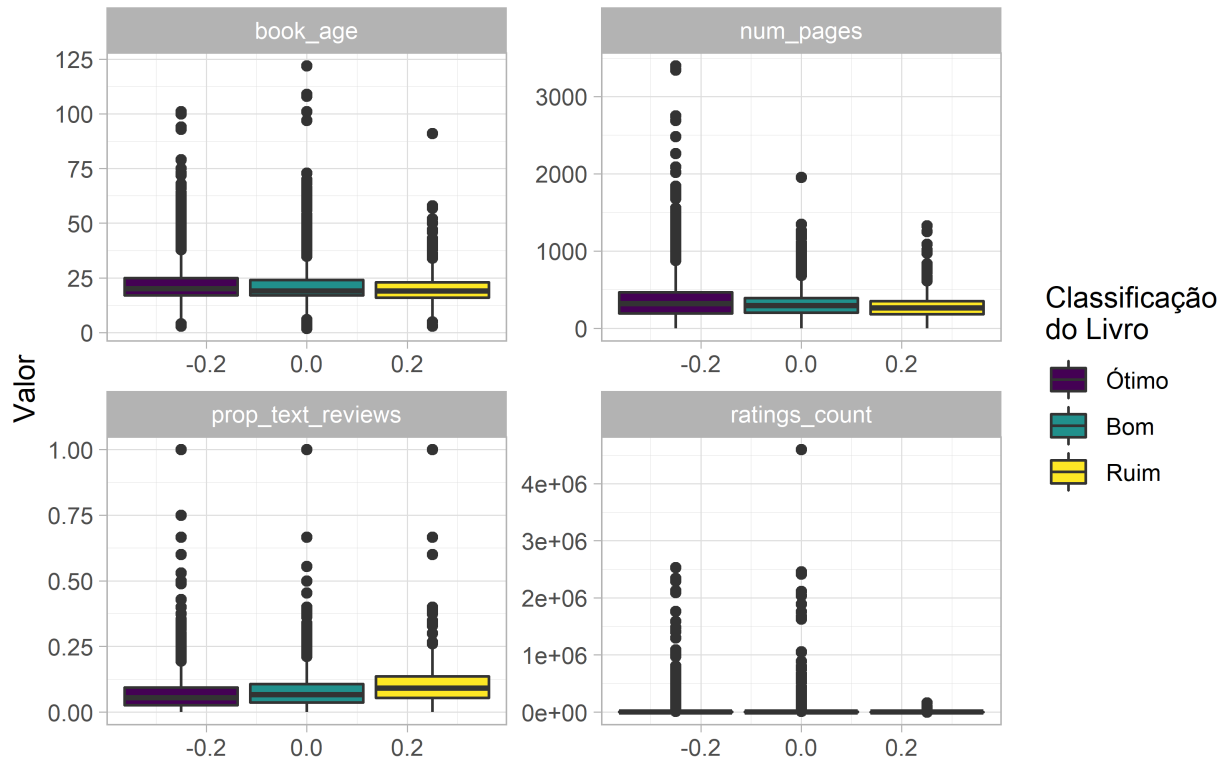 book_age
125
100
75
50
25
0
-0.2
0.0
0.2
num_pages
3000
2000
1000
0
-0.2
0.0
0.2
Valor
prop_text_reviews
1.00
0.75
0.50
0.25
0.00
-0.2
0.0
0.2
ratings_count
4e+06
3e+06
2e+06
1e+06
0e+00
-0.2
0.0
0.2
Classificação
do Livro
Ótimo
Bom
Ruim